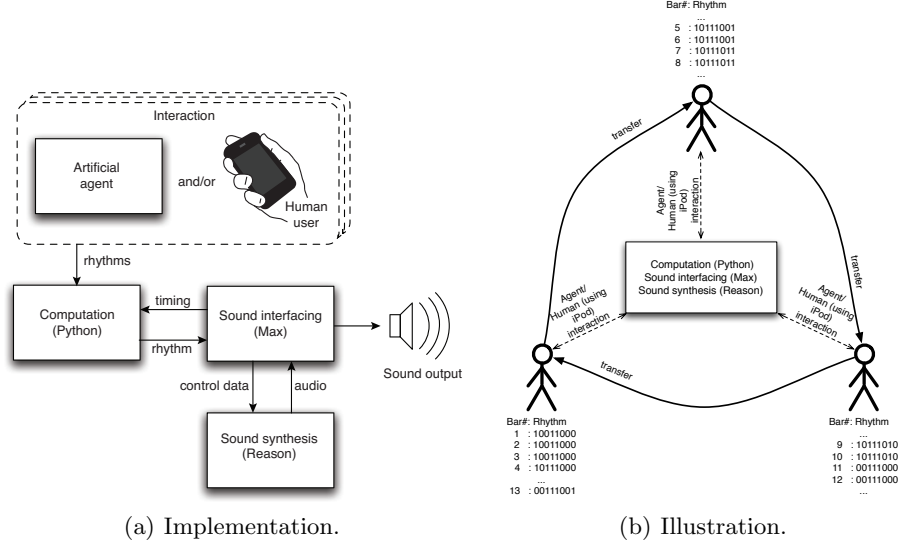 Interaction
Artificial
agent
and/or
Human
user
rhythms
Computation
(Python)
timing
rhythm
Sound interfacing
(Max)
Sound output
control data
audio
Sound synthesis
(Reason)
(a) Implementation.
Bar#: Rhythm
...
5 : 10111001
6 : 10111001
7 : 10111011
8 : 10111011
...
transfer
Agent/
Human (using
iPod)
interaction
transfer
Computation (Python)
Sound interfacing (Max)
Sound synthesis (Reason)
Agent/
Human (using
iPod)
interaction
Agent/
Human (using
iPod)
interaction
transfer
Bar#: Rhythm
1 : 10011000
2 : 10011000
3 : 10011000
4 : 10111000
...
13 : 00111001
Bar#: Rhythm
...
9 : 10111010
10 : 10111010
11 : 00111000
12 : 00111000
...
(b) Illustration.